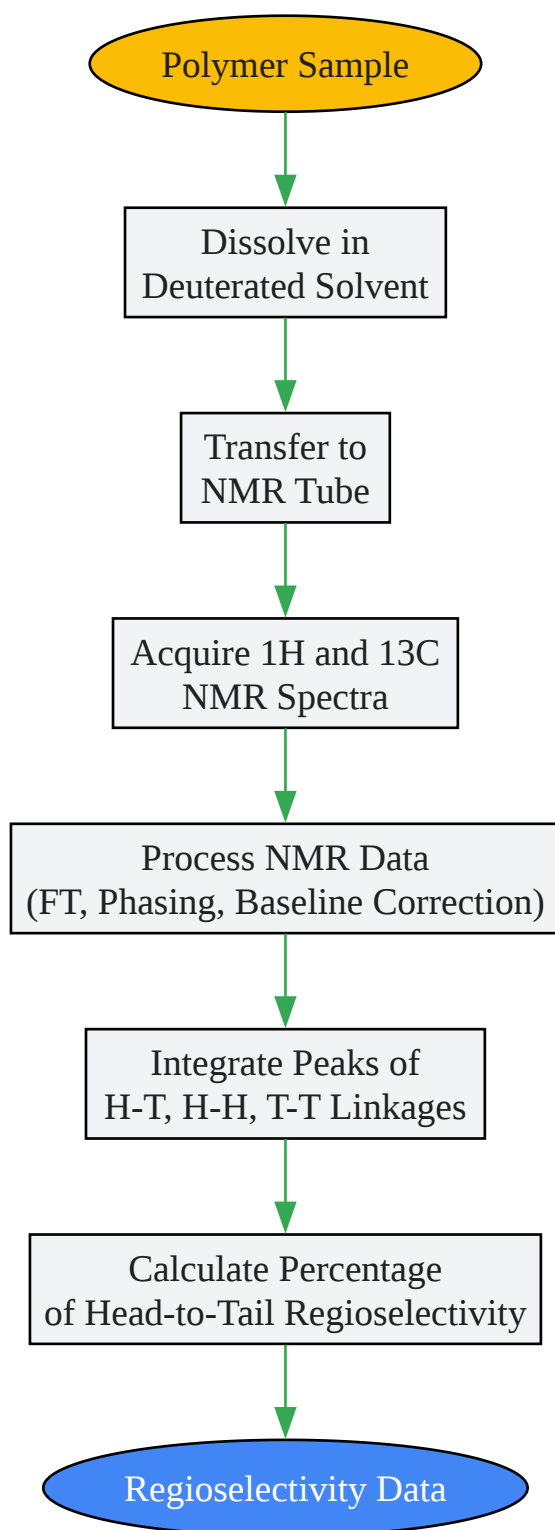 Polymer Sample
Dissolve in
Deuterated Solvent
Transfer to
NMR Tube
Acquire 1H and 13C
NMR Spectra
Process NMR Data
(FT, Phasing, Baseline Correction)
Integrate Peaks of
H-T, H-H, T-T Linkages
Calculate Percentage
of Head-to-Tail Regioselectivity
Regioselectivity Data